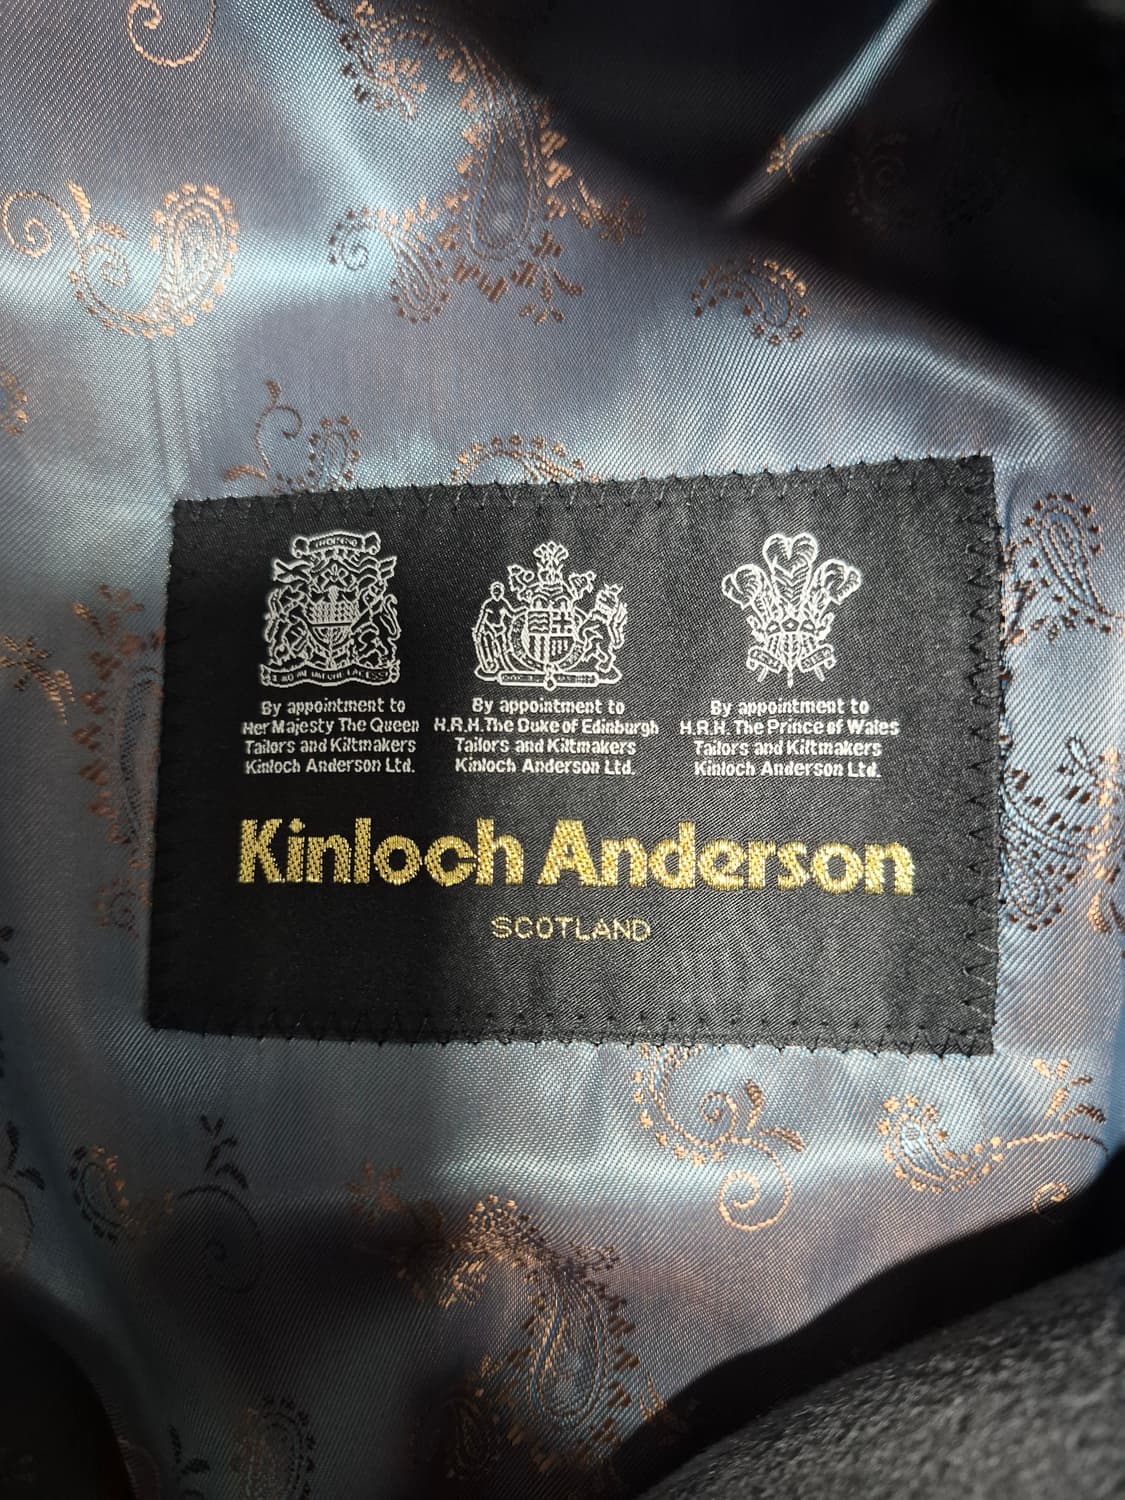 By appointment to
Her Majesty The Queen
Tailors and Kiltmakers
Kinloch Anderson Ltd.
By appointment to
H.R.H. The Duke of Edinburgh
Tailors and Kiltmakers
Kinloch Anderson Ltd.
By appointment to
H.R.H. The Prince of Wales
Tailors and Kiltmakers
Kinloch Anderson Ltd.
Kinloch Anderson
SCOTLAND